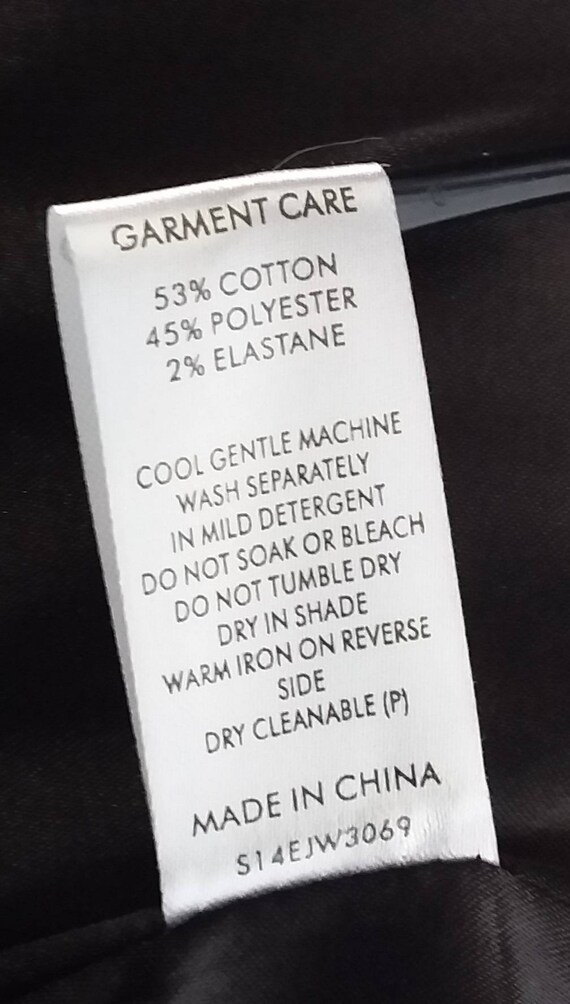 GARMENT CARE
53% COTTON
45% POLYESTER
2% ELASTANE
COOL GENTLE MACHINE
WASH SEPARATELY
IN MILD DETERGENT
DO NOT SOAK OR BLEACH
DO NOT TUMBLE DRY
DRY IN SHADE
WARM IRON ON REVERSE
SIDE
DRY CLEANABLE (P)
MADE IN CHINA
S14EJW3069